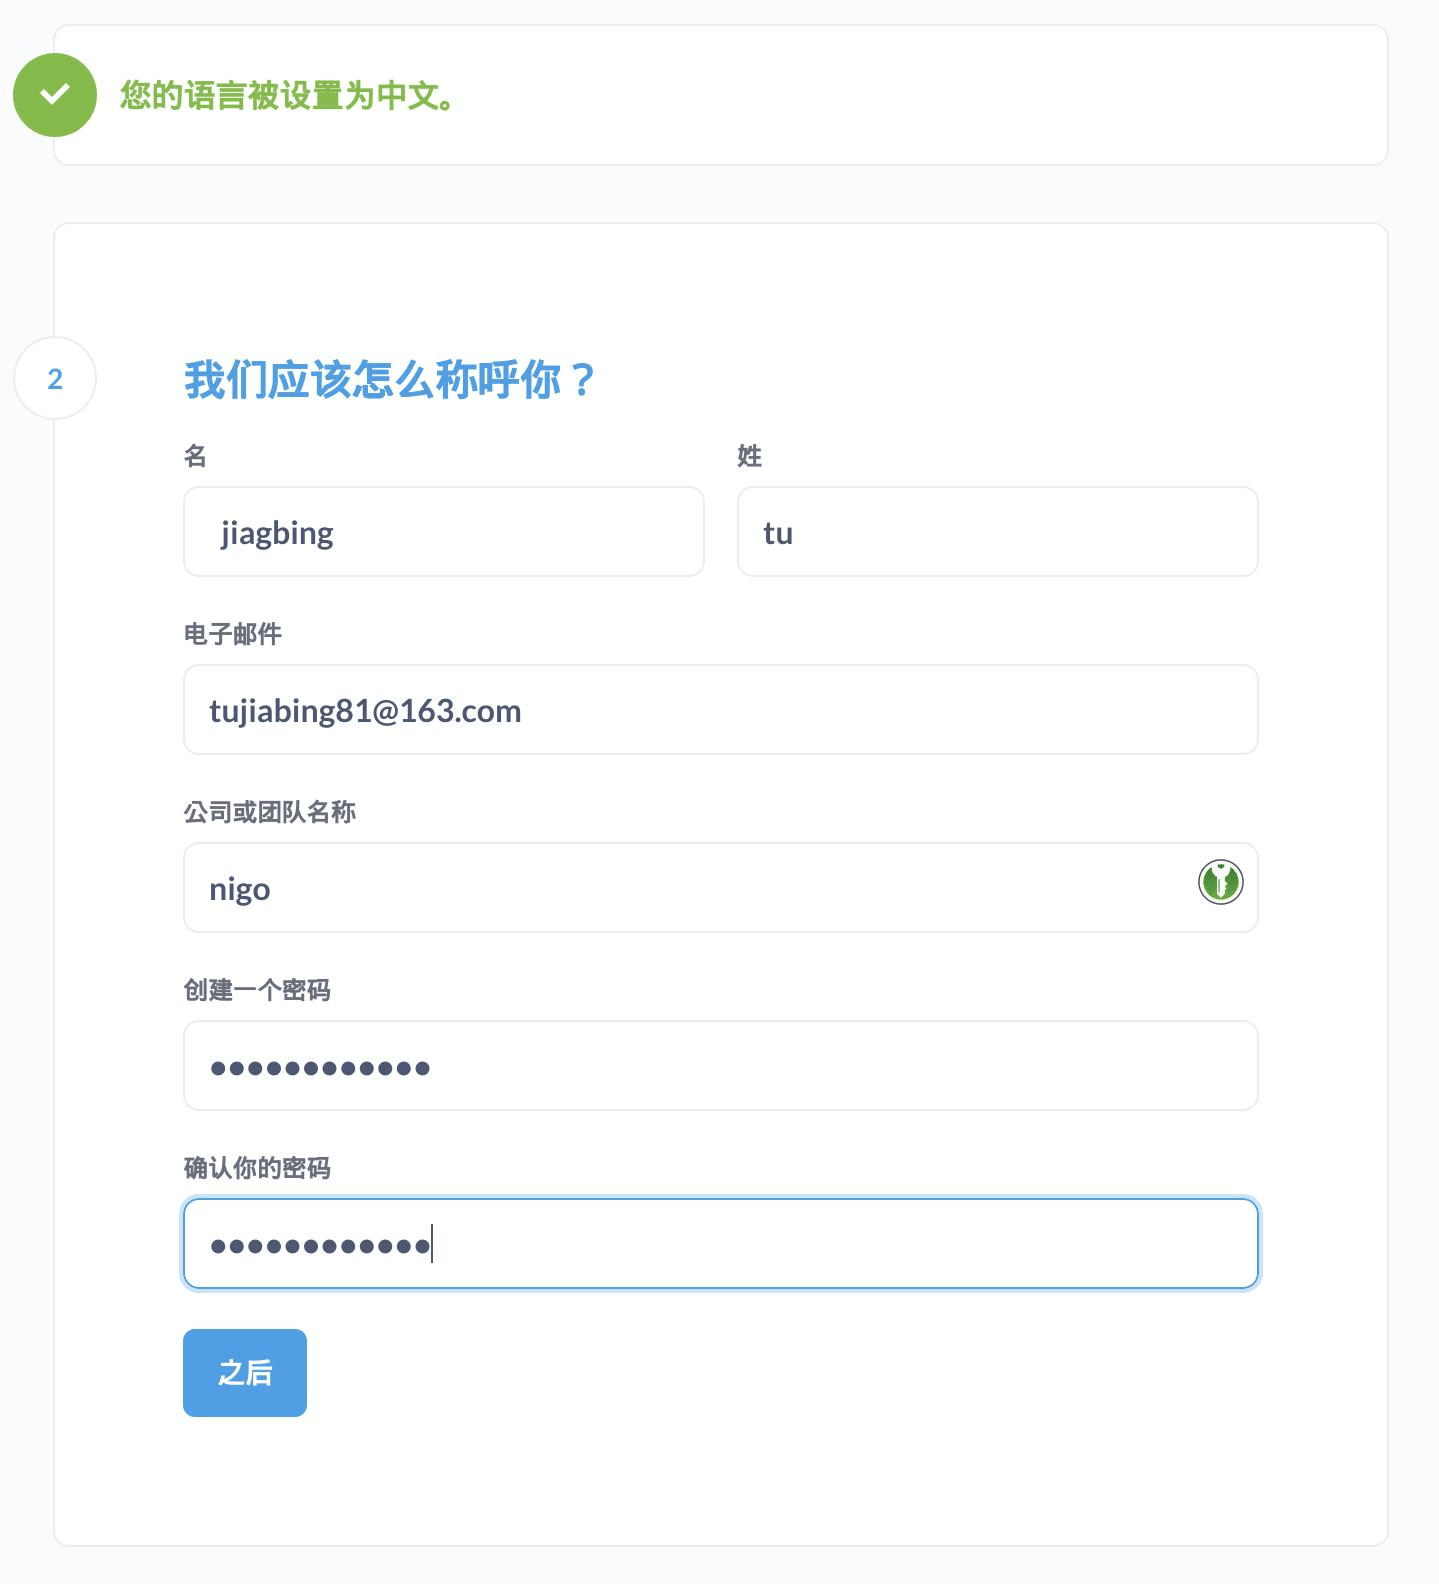 您的语言被设置为中文。
2
我们应该怎么称呼你？
名 姓
jiagbing tu
电子邮件
tujiabing81@163.com
公司或团队名称
nigo
创建一个密码
●●●●●●●●●●●●
确认你的密码
●●●●●●●●●●●●
之后